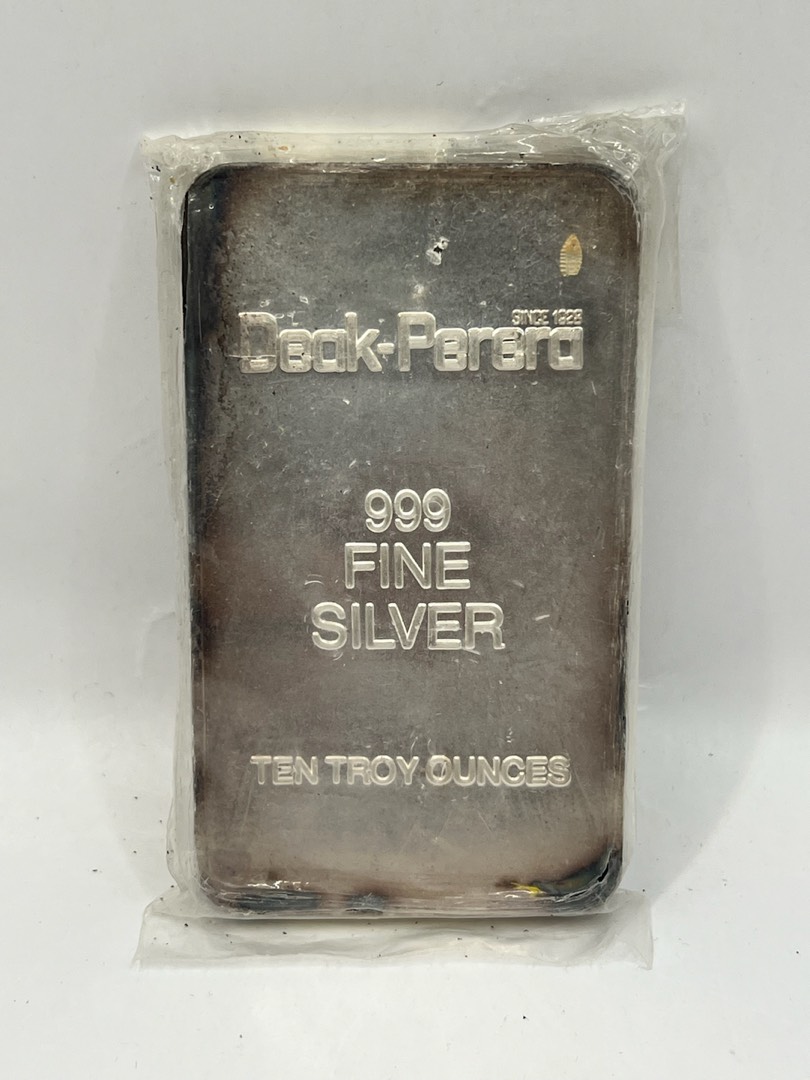 SINCE 1928
Deak-Perera
999
FINE
SILVER
TEN TROY OUNCES